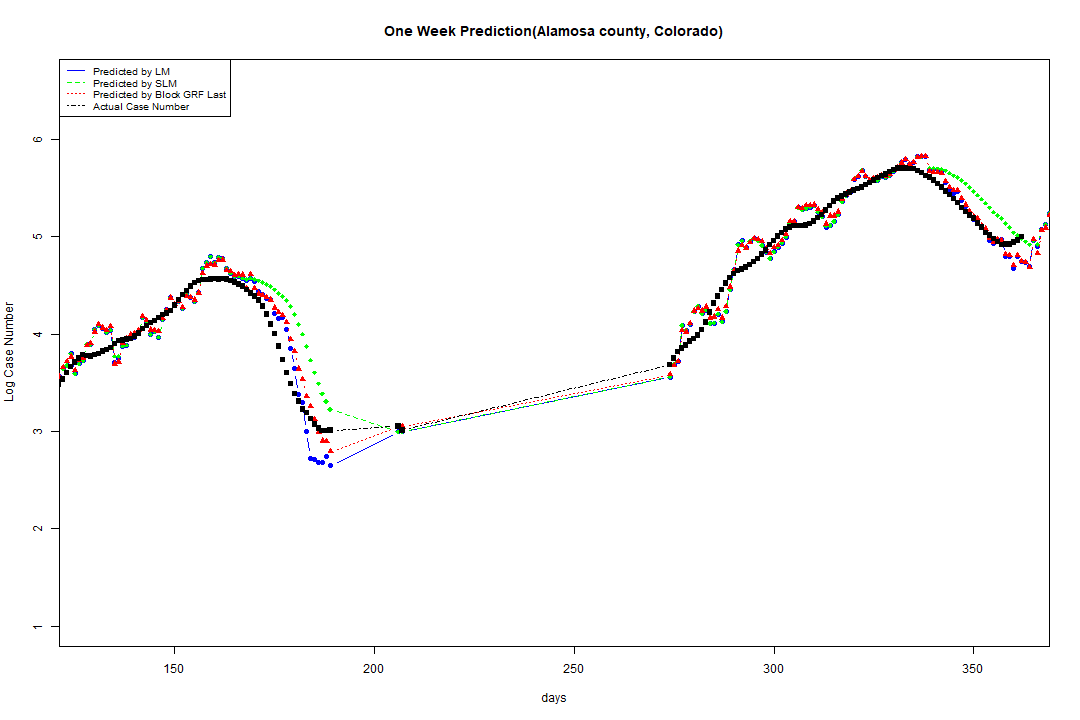 One Week Prediction(Alamosa county, Colorado)
Predicted by LM
Predicted by SLM
Predicted by Block GRF Last
Actual Case Number
6
5
4
3
2
1
Log Case Number
150 200 250 300 350
days